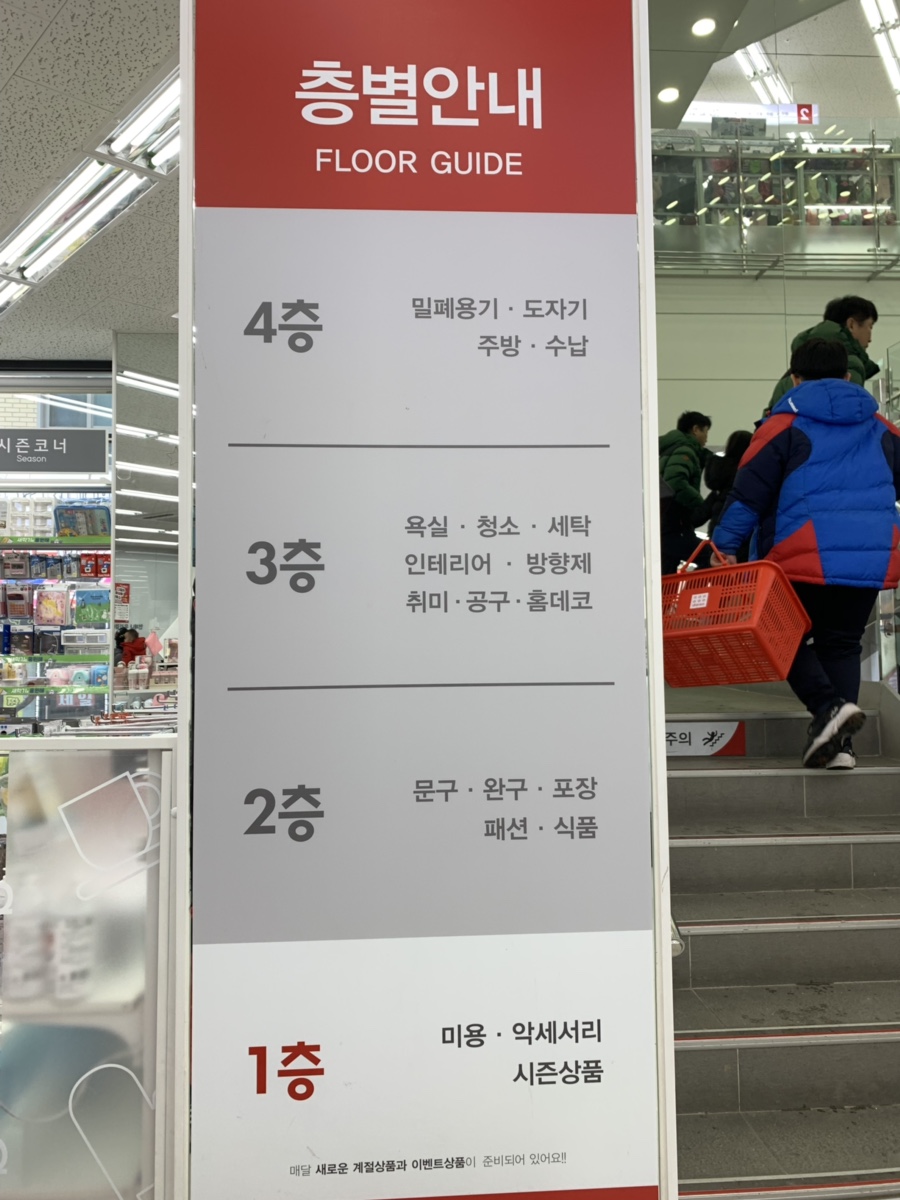 층별안내
FLOOR GUIDE
4층
밀폐용기 · 도자기
주방 · 수납
3층
욕실 · 청소 · 세탁
인테리어 · 방향제
취미 · 공구 · 홈데코
2층
문구 · 완구 · 포장
패션 · 식품
1층
미용 · 악세서리
시즌상품
매달 새로운 계절상품과 이벤트상품이 준비되어 있어요!!
시즌코너
Season
2
주의